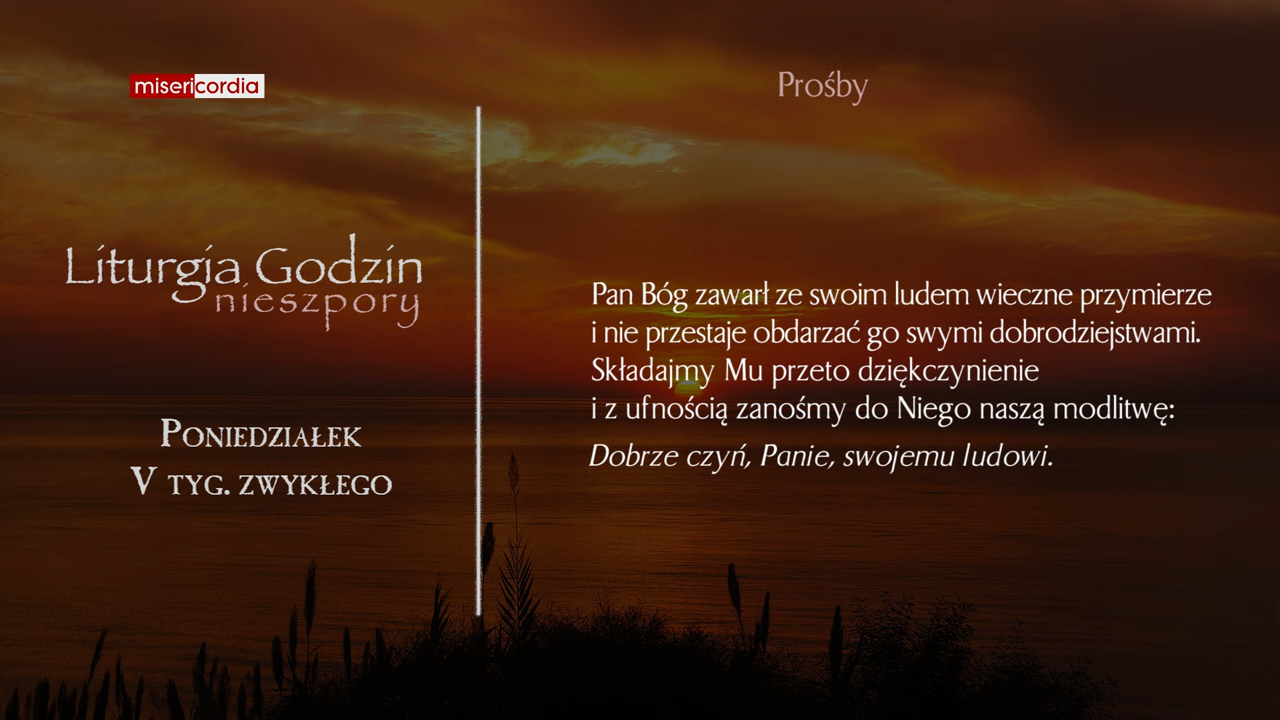 misericordia
Liturgia Godzin
nieszpory
Poniedziałek
V tyg. zwykłego
Prośby
Pan Bóg zawarł ze swoim ludem wieczne przymierze
i nie przestaje obdarzać go swymi dobrodziejstwami.
Składajmy Mu przeto dziękczynienie
i z ufnością zanośmy do Niego naszą modlitwę:
Dobrze czyń, Panie, swojemu ludowi.